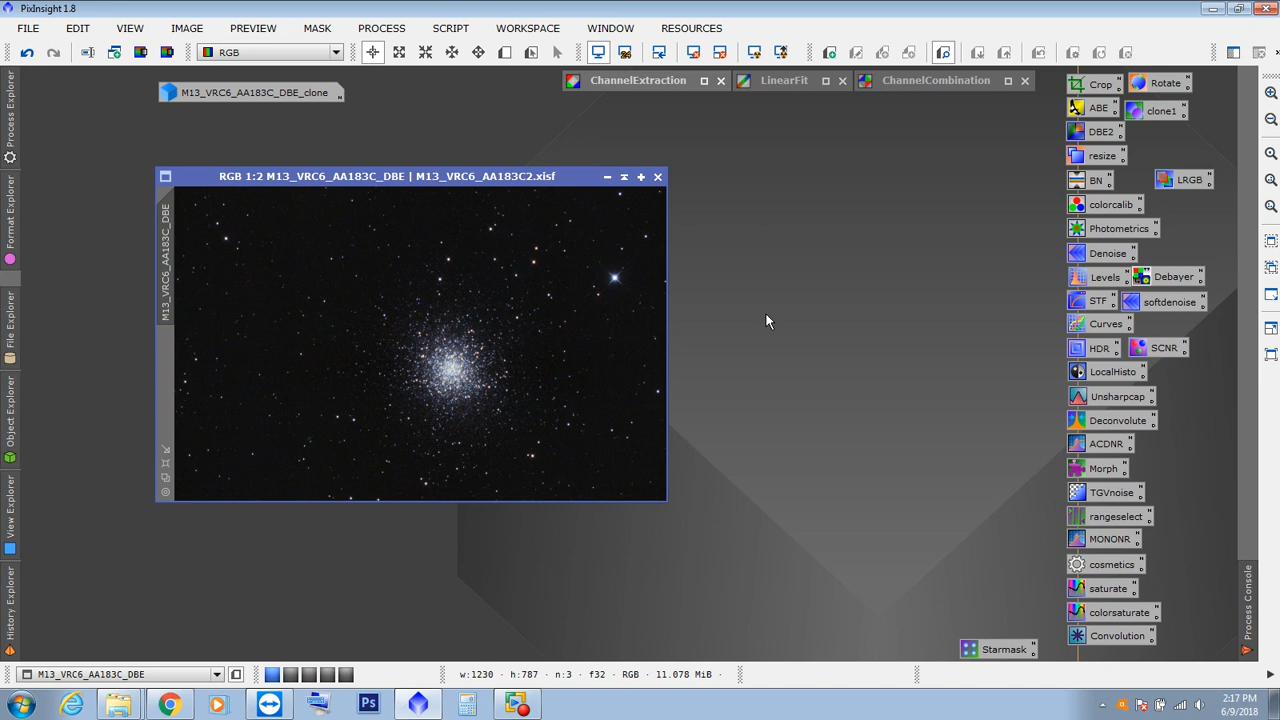 PixInsight 1.8
FILE EDIT VIEW IMAGE PREVIEW MASK PROCESS SCRIPT WORKSPACE WINDOW RESOURCES
RGB
Process Explorer
Format Explorer
File Explorer
Object Explorer
View Explorer
History Explorer
M13_VRC6_AA183C_DBE_clone
ChannelExtraction
LinearFit
ChannelCombination
RGB 1:2 M13_VRC6_AA183C_DBE | M13_VRC6_AA183C2.xisf
M13_VRC6_AA183C_DBE
Crop
Rotate
ABE
clone1
DBE2
resize
BN
LRGB
colorcalib
Photometrics
Denoise
Levels
Debayer
STF
softdenoise
Curves
HDR
SCNR
LocalHisto
Unsharpcap
Deconvolute
ACDNR
Morph
TGVnoise
rangeselect
MONONR
cosmetics
saturate
colorsaturate
Convolution
Starmask
Process Console
M13_VRC6_AA183C_DBE
w:1230 · h:787 · n:3 · f32 · RGB · 11.078 MiB ·
Ps
2:17 PM
6/9/2018